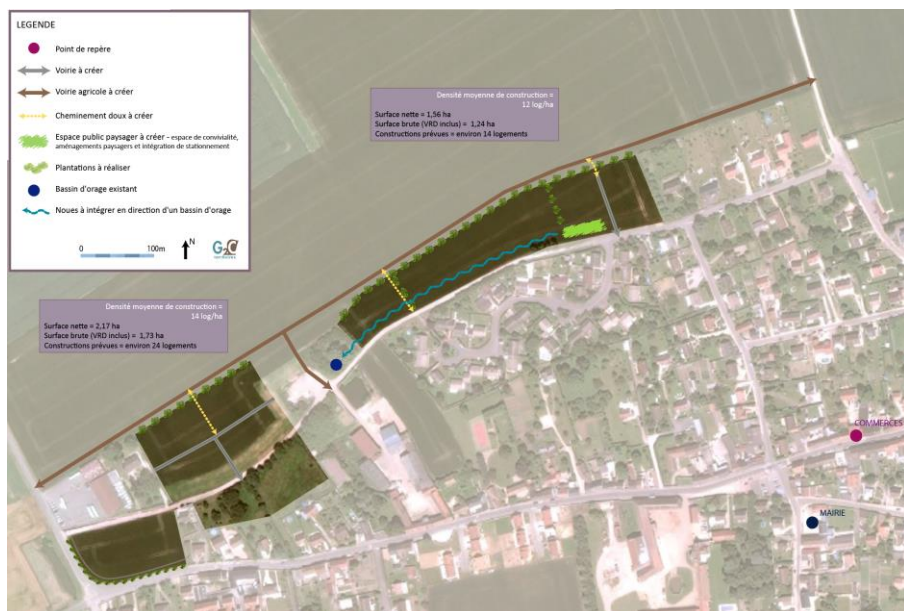 LEGENDE
Point de repère
Voirie à créer
Voirie agricole à créer
Cheminement doux à créer
Espace public paysager à créer – espace de convivialité,
aménagements paysagers et intégration de stationnement
Plantations à réaliser
Bassin d'orage existant
Noues à intégrer en direction d'un bassin d'orage
0 100m
N
G2C
Densité moyenne de construction =
12 log/ha
Surface nette = 1,56 ha
Surface brute (VRD inclus) = 1,24 ha
Constructions prévues = environ 14 logements
Densité moyenne de construction =
14 log/ha
Surface nette = 2,17 ha
Surface brute (VRD inclus) = 1,73 ha
Constructions prévues = environ 24 logements
COMMERCES
MAIRIE